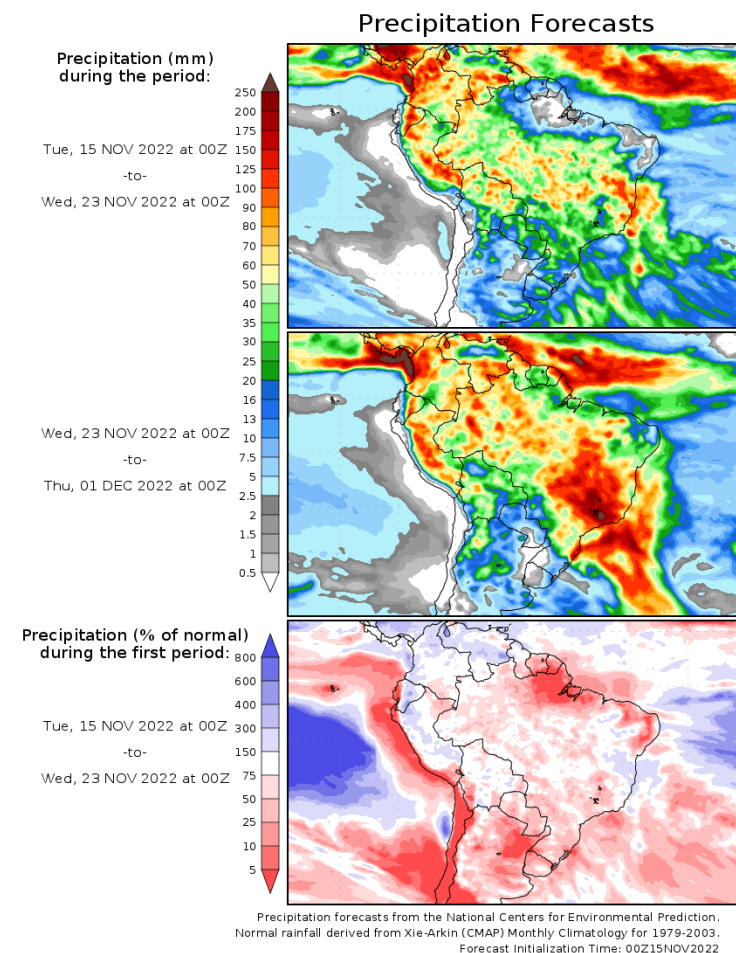 Precipitation Forecasts
Precipitation (mm)
during the period:
250
200
175
Tue, 15 NOV 2022 at 00Z
150
-to-
125
100
Wed, 23 NOV 2022 at 00Z
90
80
70
60
50
40
35
30
25
20
16
13
Wed, 23 NOV 2022 at 00Z
10
-to-
7.5
5
Thu, 01 DEC 2022 at 00Z
2.5
2
1.5
1
0.5
Precipitation (% of normal)
during the first period:
800
600
400
Tue, 15 NOV 2022 at 00Z
300
-to-
150
Wed, 23 NOV 2022 at 00Z
75
50
25
10
5
Precipitation forecasts from the National Centers for Environmental Prediction.
Normal rainfall derived from Xie-Arkin (CMAP) Monthly Climatology for 1979-2003.
Forecast Initialization Time: 00Z15NOV2022